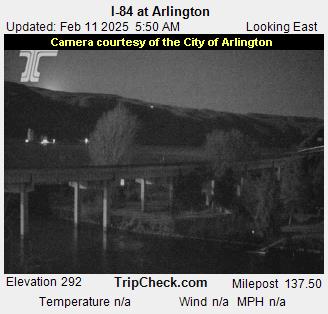 I-84 at Arlington
Updated: Feb 11 2025 5:50 AM Looking East
Camera courtesy of the City of Arlington
Elevation 292 TripCheck.com Milepost 137.50
Temperature n/a Wind n/a MPH n/a